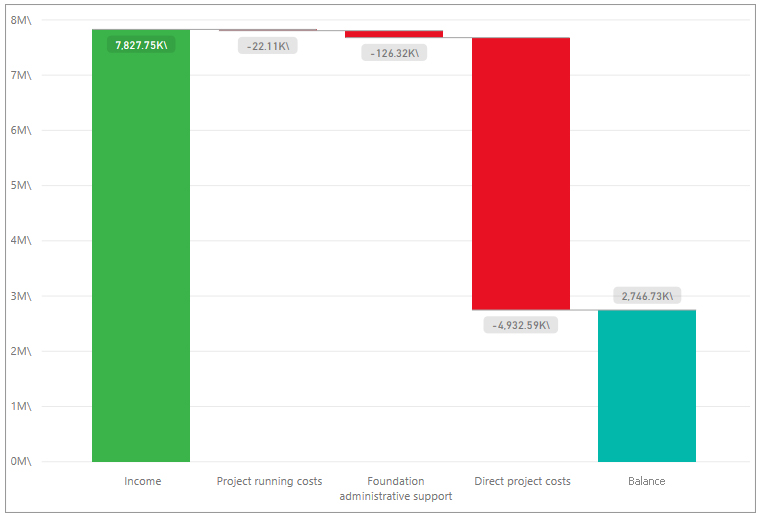 8M\
7M\
6M\
5M\
4M\
3M\
2M\
1M\
0M\
7,827.75K\
-22.11K\
-126.32K\
-4,932.59K\
2,746.73K\
Income
Project running costs
Foundation
administrative support
Direct project costs
Balance